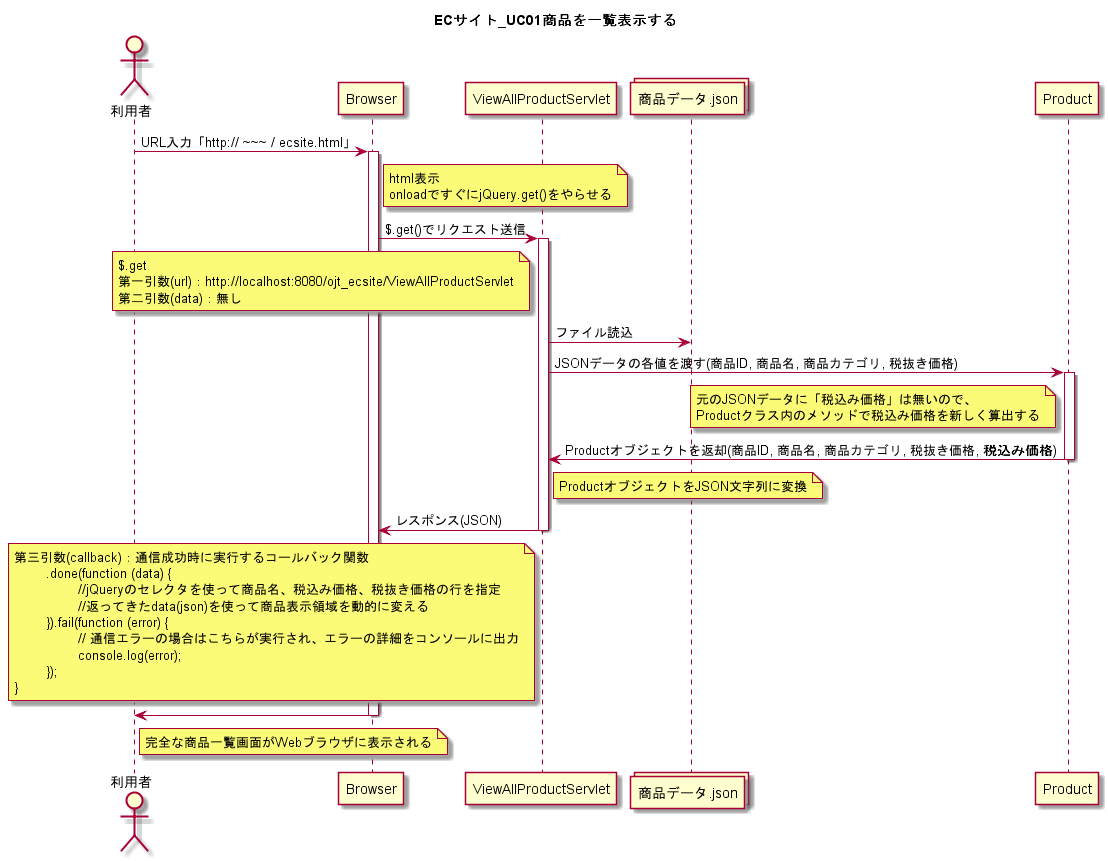 ECサイト_UC01商品を一覧表示する
利用者
Browser
ViewAllProductServlet
商品データ.json
Product
URL入力「http:// ~~~ / ecsite.html」
html表示
onloadですぐにjQuery.get()をやらせる
$.get()でリクエスト送信
$.get
第一引数(url)：http://localhost:8080/ojt_ecsite/ViewAllProductServlet
第二引数(data)：無し
ファイル読込
JSONデータの各値を渡す(商品ID, 商品名, 商品カテゴリ, 税抜き価格)
元のJSONデータに「税込み価格」は無いので、
Productクラス内のメソッドで税込み価格を新しく算出する
Productオブジェクトを返却(商品ID, 商品名, 商品カテゴリ, 税抜き価格, 税込み価格)
ProductオブジェクトをJSON文字列に変換
レスポンス(JSON)
第三引数(callback)：通信成功時に実行するコールバック関数
.done(function (data) {
//jQueryのセレクタを使って商品名、税込み価格、税抜き価格の行を指定
//返ってきたdata(json)を使って商品表示領域を動的に変える
}).fail(function (error) {
// 通信エラーの場合はこちらが実行され、エラーの詳細をコンソールに出力
console.log(error);
});
}
完全な商品一覧画面がWebブラウザに表示される
利用者
Browser
ViewAllProductServlet
商品データ.json
Product